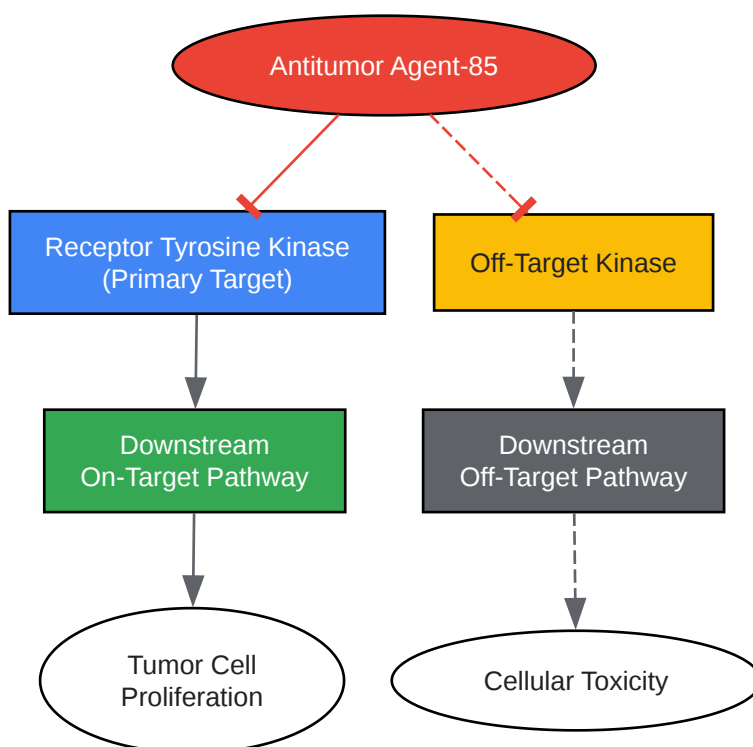 Antitumor Agent-85
Receptor Tyrosine Kinase
(Primary Target)
Off-Target Kinase
Downstream
On-Target Pathway
Downstream
Off-Target Pathway
Tumor Cell
Proliferation
Cellular Toxicity